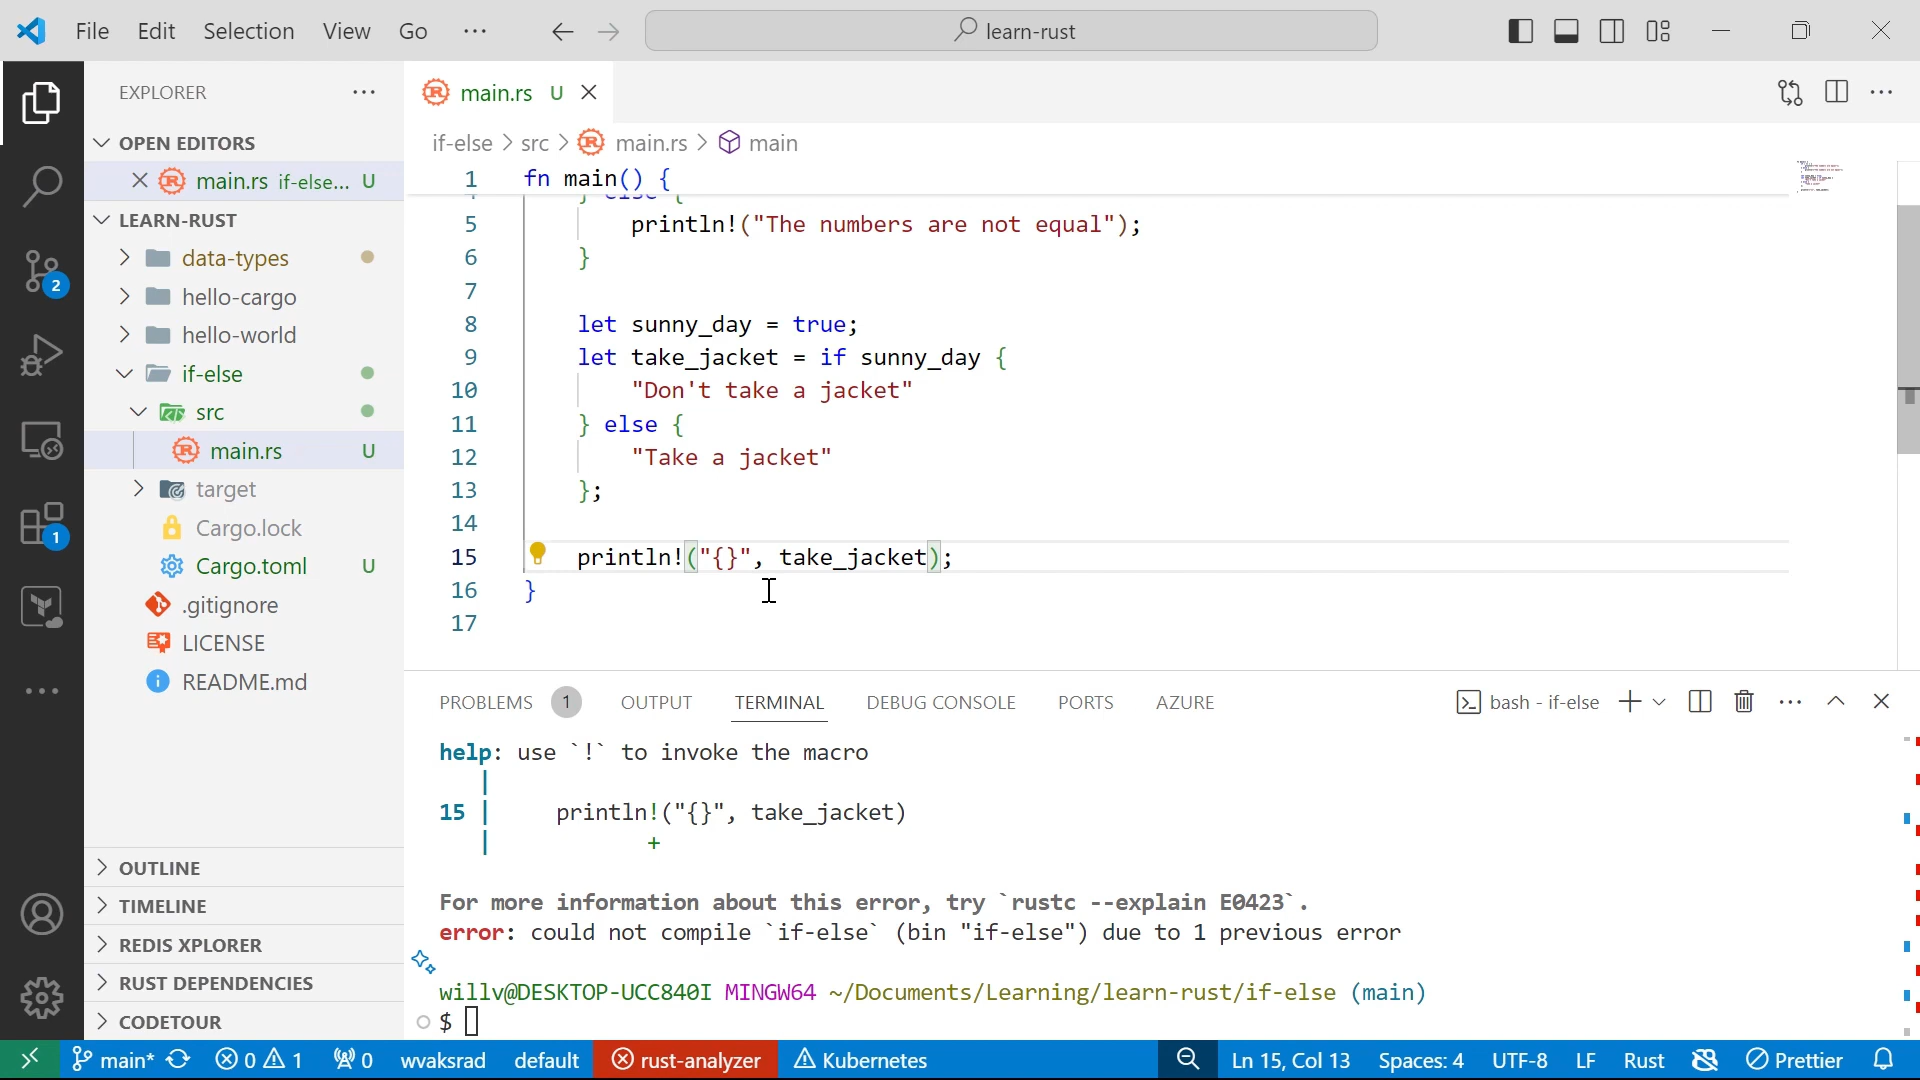 File Edit Selection View Go ··· learn-rust
EXPLORER
OPEN EDITORS
main.rs if-else... U
LEARN-RUST
data-types
hello-cargo
hello-world
if-else
src
main.rs U
target
Cargo.lock
Cargo.toml U
.gitignore
LICENSE
README.md
OUTLINE
TIMELINE
REDIS XPLORER
RUST DEPENDENCIES
CODETOUR
2
1
main.rs U
if-else > src > main.rs > main
1 fn main() {
5 println!("The numbers are not equal");
6 }
7
8 let sunny_day = true;
9 let take_jacket = if sunny_day {
10 "Don't take a jacket"
11 } else {
12 "Take a jacket"
13 };
14
15 println!("{}", take_jacket);
16 }
17
PROBLEMS 1 OUTPUT TERMINAL DEBUG CONSOLE PORTS AZURE bash - if-else
help: use `!` to invoke the macro
|
15 | println!("{}", take_jacket)
| +
For more information about this error, try `rustc --explain E0423`.
error: could not compile `if-else` (bin "if-else") due to 1 previous error
willv@DESKTOP-UCC840I MINGW64 ~/Documents/Learning/learn-rust/if-else (main)
$
main* 0 1 0 wvaksrad default rust-analyzer Kubernetes Ln 15, Col 13 Spaces: 4 UTF-8 LF Rust Prettier